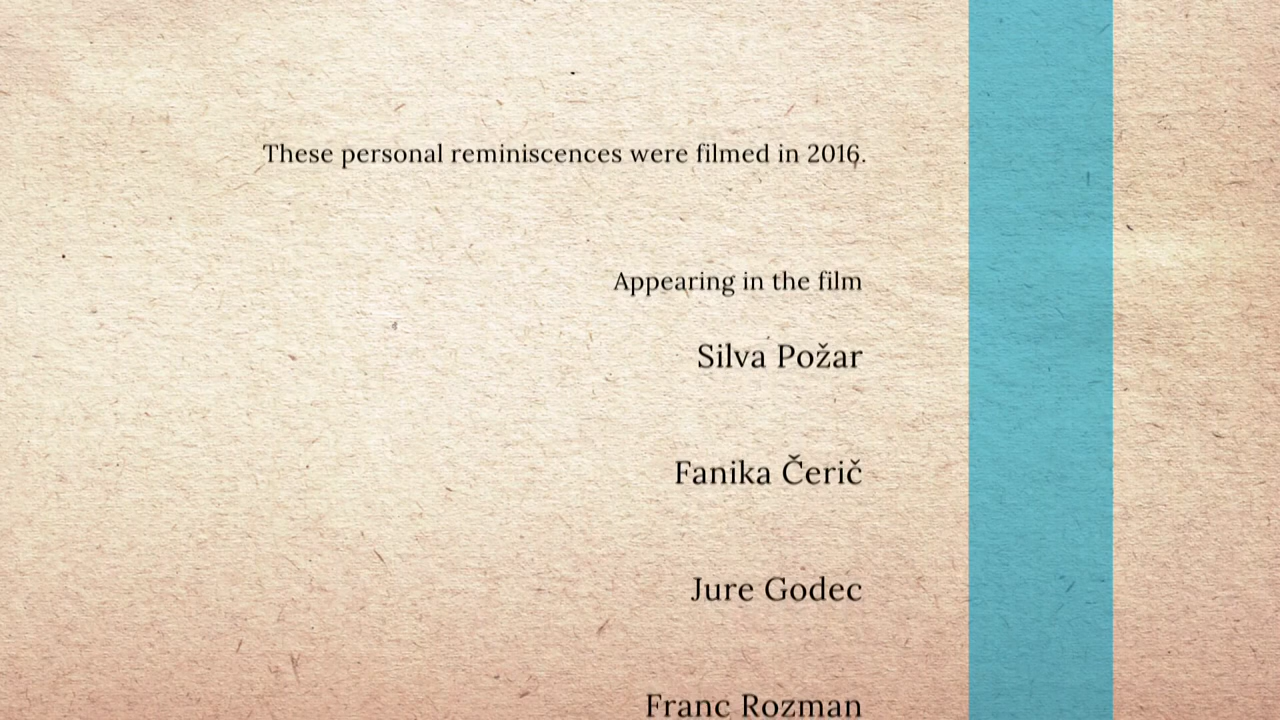 These personal reminiscences were filmed in 2016.
Appearing in the film
Silva Požar
Fanika Čerič
Jure Godec
Franc Rozman